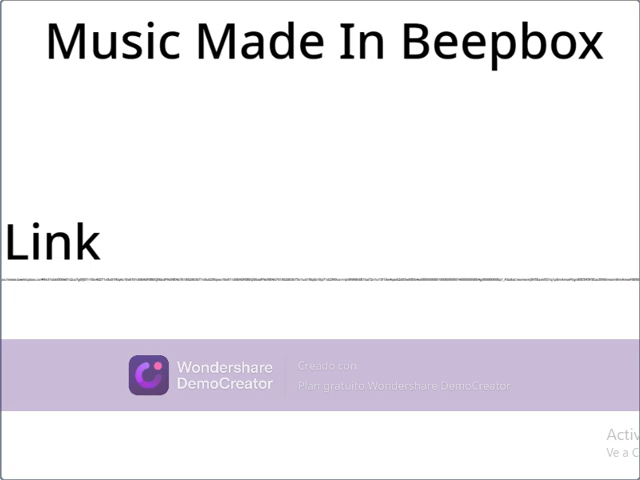 Music Made In Beepbox
Link
Wondershare
DemoCreator
Creado con
Plan gratuito Wondershare DemoCreator
Activ
Ve a C